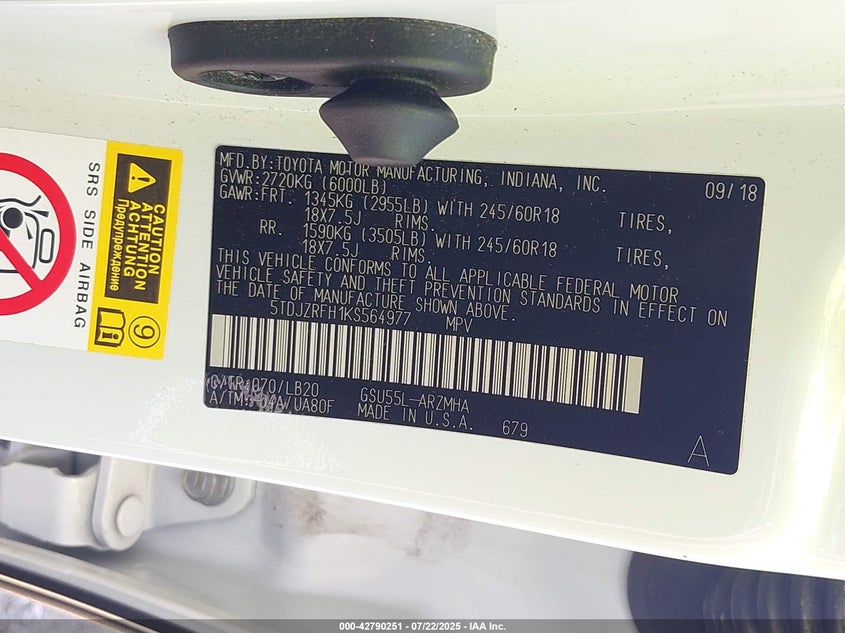 MFD.BY:TOYOTA MOTOR MANUFACTURING, INDIANA, INC. 09/18
GVWR:2720KG (6000LB)
GAWR:FRT. 1345KG (2955LB) WITH 245/60R18 TIRES,
18X7.5J RIMS.
RR. 1590KG (3505LB) WITH 245/60R18 TIRES,
18X7.5J RIMS.
THIS VEHICLE CONFORMS TO ALL APPLICABLE FEDERAL MOTOR
VEHICLE SAFETY AND THEFT PREVENTION STANDARDS IN EFFECT ON
THE DATE OF MANUFACTURE SHOWN ABOVE.
5TDJZRFH1KS564977 MPV
C/TR:070/LB20 GSU55L-ARZMHA
A/TM: /UA80F MADE IN U.S.A. 679
A
SRS SIDE AIRBAG
CAUTION
ATTENTION
ACHTUNG
Предупреждение
9
000-42790251 - 07/22/2025 - IAA Inc.